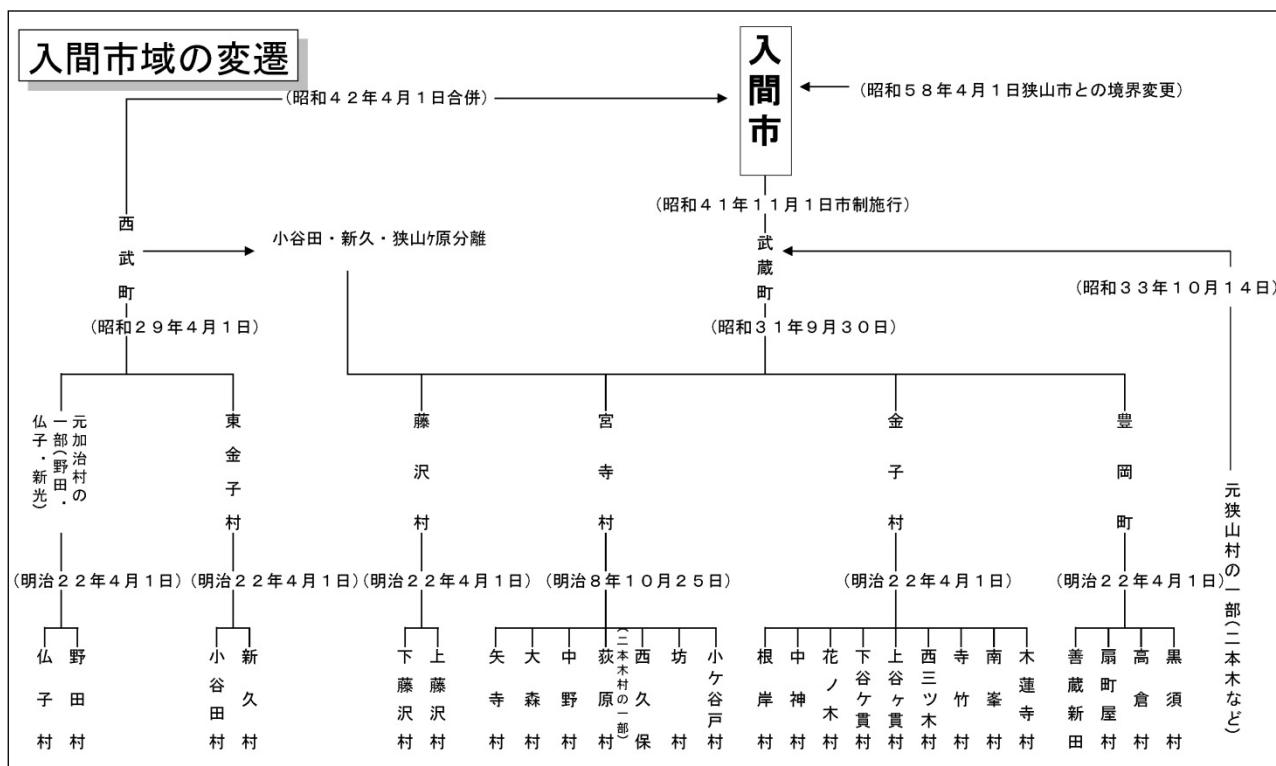 入間市域の変遷
入間市
（昭和４２年４月１日合併）
（昭和５８年４月１日狭山市との境界変更）
（昭和４１年１１月１日市制施行）
西武町
小谷田・新久・狭山ｹ原分離
武蔵町
（昭和３３年１０月１４日）
（昭和２９年４月１日）
（昭和３１年９月３０日）
元加治村の
一部（野田・
仏子・新光）
東金子村
藤沢村
宮寺村
金子村
豊岡町
元狭山村の一部（二本木など）
（明治２２年４月１日）
（明治２２年４月１日）
（明治２２年４月１日）
（明治８年１０月２５日）
（明治２２年４月１日）
（明治２２年４月１日）
仏子村
野田村
小谷田村
新久村
下藤沢村
上藤沢村
矢寺村
大森村
中野村
荻原村
（二本木村の一部）
西久保村
坊村
小ケ谷戸村
根岸村
中神村
花ノ木村
下谷ケ貫村
上谷ヶ貫村
西三ツ木村
寺竹村
南峯村
木蓮寺村
善蔵新田
扇町屋村
高倉村
黒須村